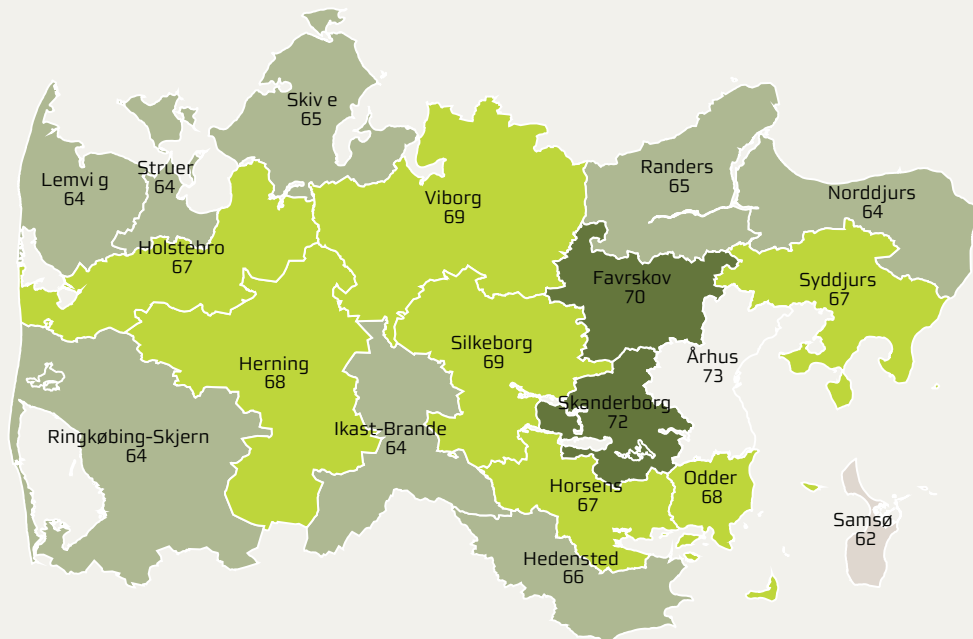 Skiv e
65
Struer
64
Lemvi g
64
Randers
65
Viborg
69
Norddjurs
64
Holstebro
67
Favrskov
70
Syddjurs
67
Silkeborg
69
Århus
73
Herning
68
Skanderborg
72
Ringkøbing-Skjern
64
Ikast-Brande
64
Horsens
67
Odder
68
Samsø
62
Hedensted
66